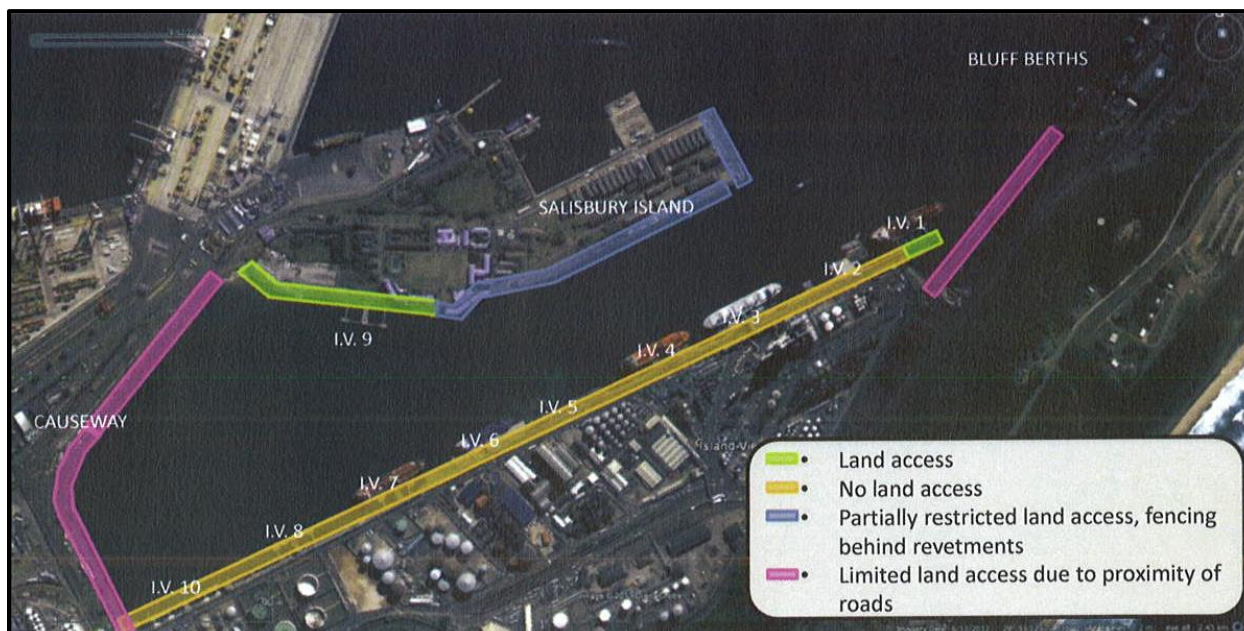 BLUFF BERTHS
SALISBURY ISLAND
I.V. 1
I.V. 2
I.V. 3
I.V. 4
I.V. 9
I.V. 5
CAUSEWAY
I.V. 6
I.V. 7
I.V. 8
I.V. 10
• Land access
• No land access
• Partially restricted land access, fencing
behind revetments
• Limited land access due to proximity of
roads